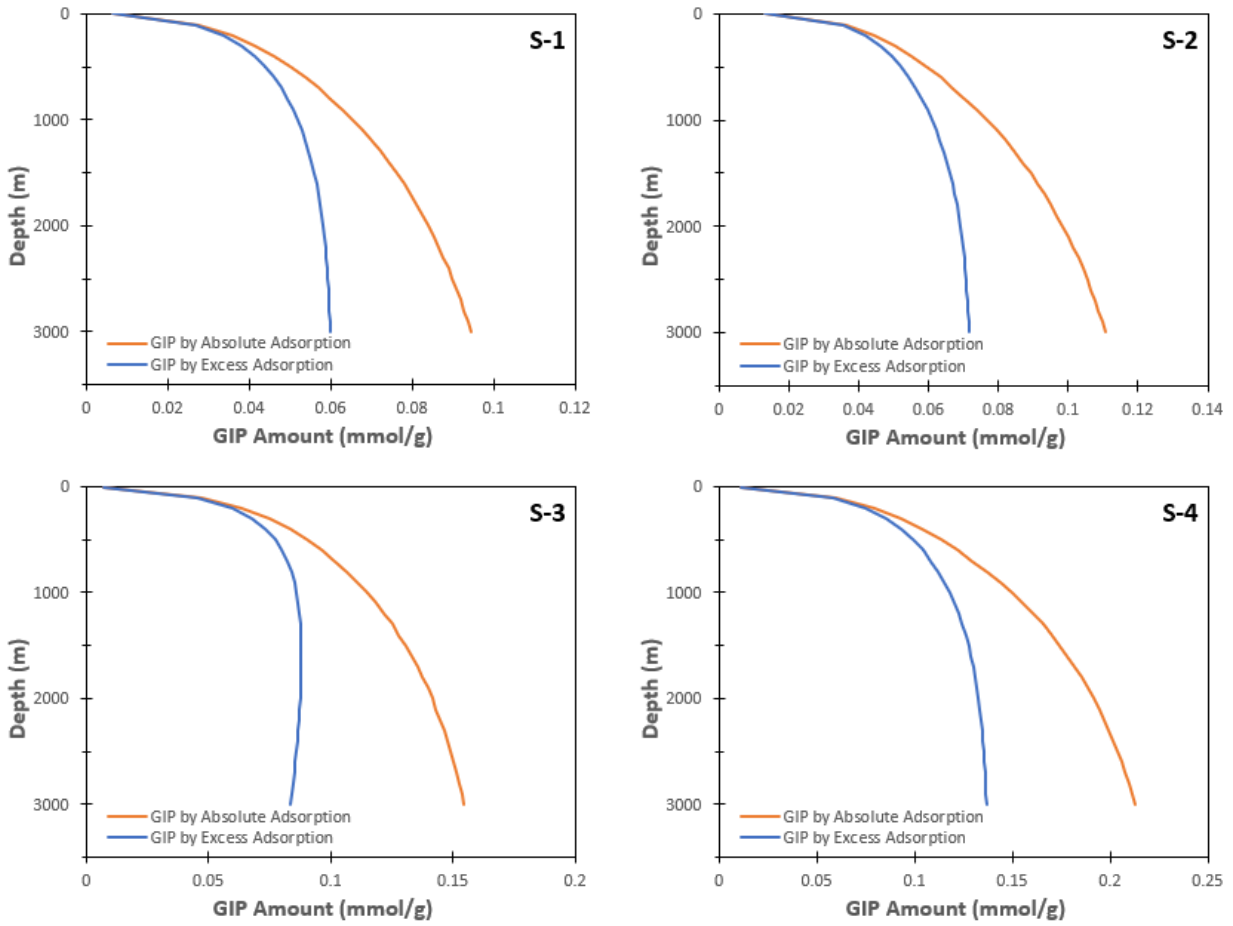 S-1
0
1000
2000
3000
Depth (m)
GIP by Absolute Adsorption
GIP by Excess Adsorption
0 0.02 0.04 0.06 0.08 0.1 0.12
GIP Amount (mmol/g)
S-2
0
1000
2000
3000
Depth (m)
GIP by Absolute Adsorption
GIP by Excess Adsorption
0 0.02 0.04 0.06 0.08 0.1 0.12 0.14
GIP Amount (mmol/g)
S-3
0
1000
2000
3000
Depth (m)
GIP by Absolute Adsorption
GIP by Excess Adsorption
0 0.05 0.1 0.15 0.2
GIP Amount (mmol/g)
S-4
0
1000
2000
3000
Depth (m)
GIP by Absolute Adsorption
GIP by Excess Adsorption
0 0.05 0.1 0.15 0.2 0.25
GIP Amount (mmol/g)